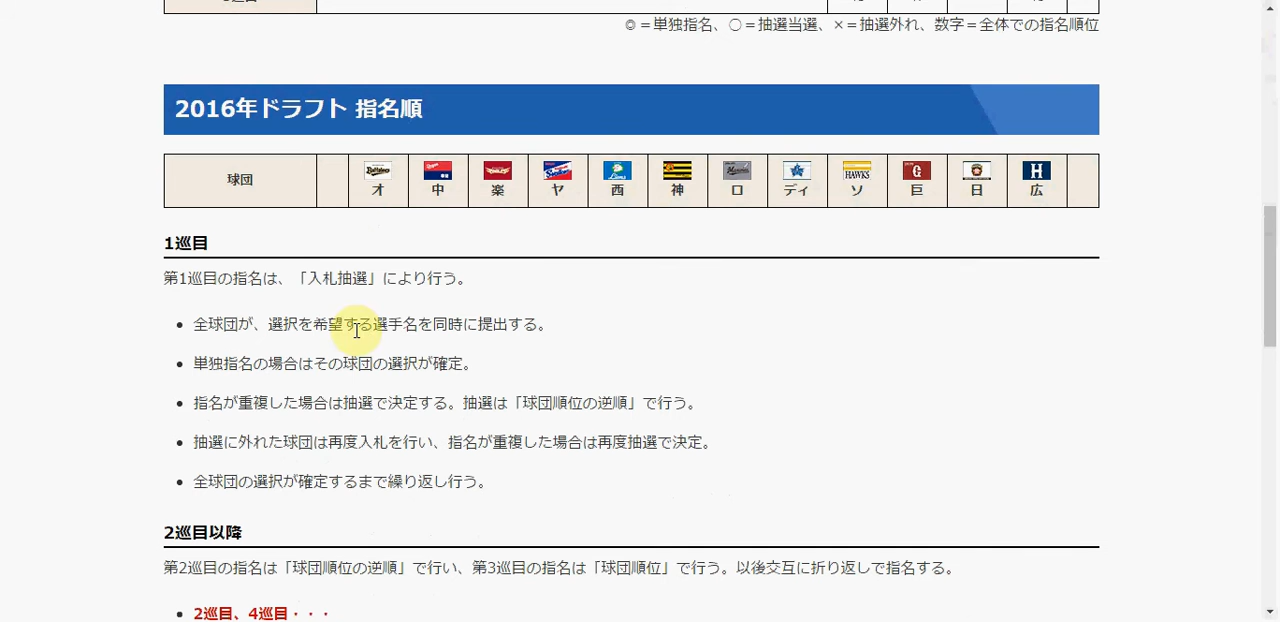 ◎＝単独指名、○＝抽選当選、×＝抽選外れ、数字＝全体での指名順位
2016年ドラフト 指名順
球団 オ 中 楽 ヤ 西 神 ロ ディ ソ 巨 日 広
1巡目
第1巡目の指名は、「入札抽選」により行う。
• 全球団が、選択を希望する選手名を同時に提出する。
• 単独指名の場合はその球団の選択が確定。
• 指名が重複した場合は抽選で決定する。抽選は「球団順位の逆順」で行う。
• 抽選に外れた球団は再度入札を行い、指名が重複した場合は再度抽選で決定。
• 全球団の選択が確定するまで繰り返し行う。
2巡目以降
第2巡目の指名は「球団順位の逆順」で行い、第3巡目の指名は「球団順位」で行う。以後交互に折り返しで指名する。
• 2巡目、4巡目・・・